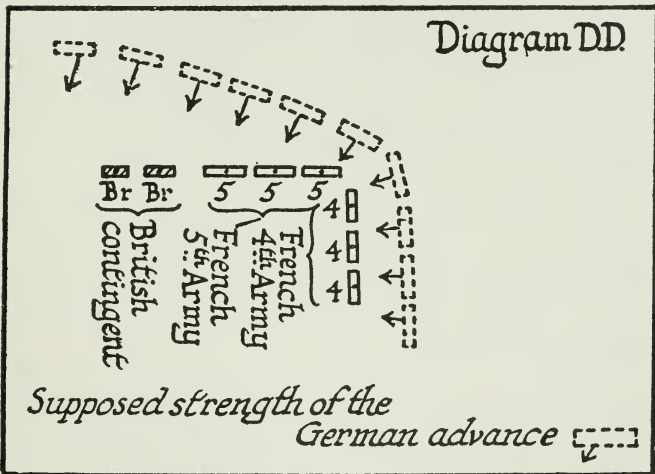 Diagram D.D.
Br Br 5 5 5
4
4
4
British
contingent
French
5th Army
French
4th Army
Supposed strength of the
German advance